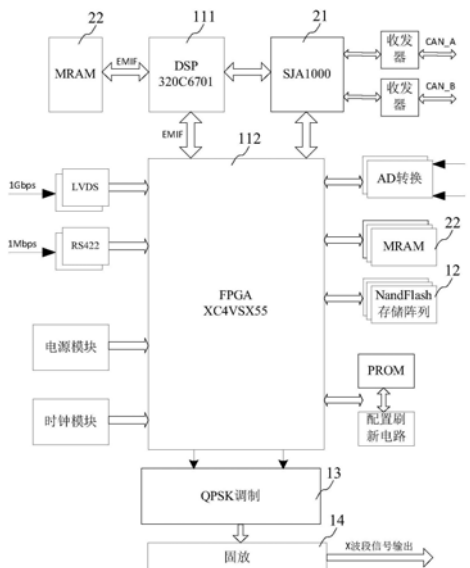 22
111
21
MRAM
EMIF
DSP
320C6701
SJA1000
收发
器
CAN_A
收发
器
CAN_B
EMIF
112
1Gbps
LVDS
AD转换
1Mbps
RS422
22
MRAM
12
FPGA
XC4VSX55
NandFlash
存储阵列
电源模块
PROM
时钟模块
配置刷
新电路
13
QPSK调制
14
固放
X波段信号输出